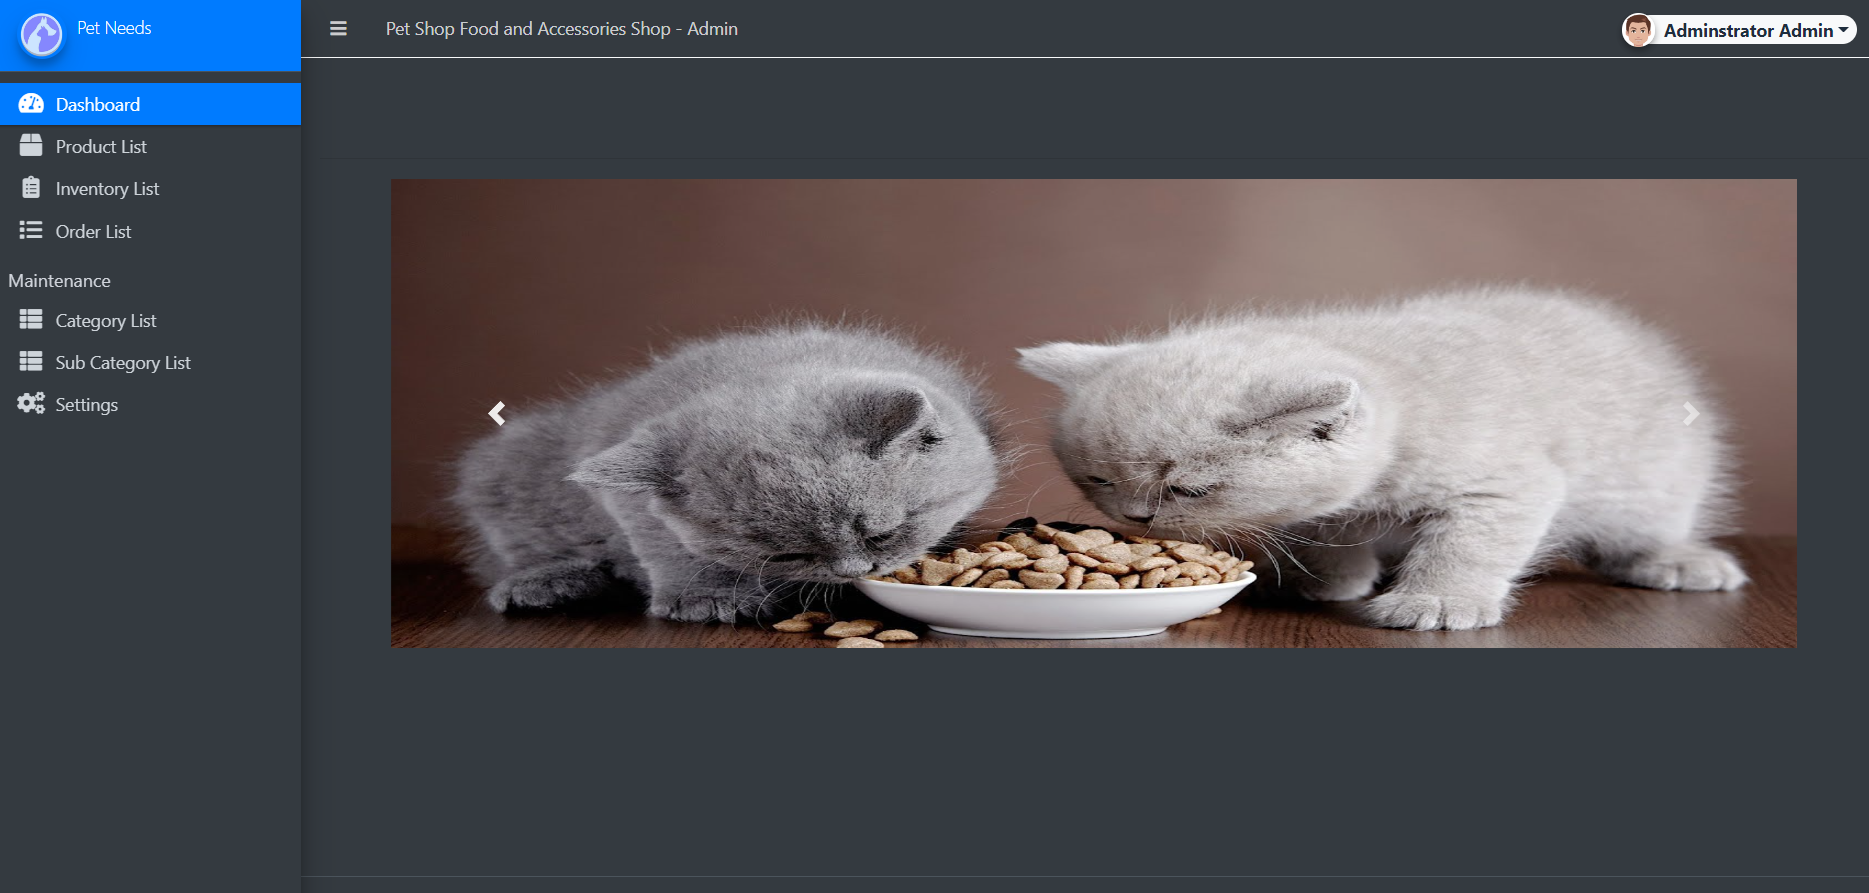 Pet Needs
Pet Shop Food and Accessories Shop - Admin
Adminstrator Admin
Dashboard
Product List
Inventory List
Order List
Maintenance
Category List
Sub Category List
Settings